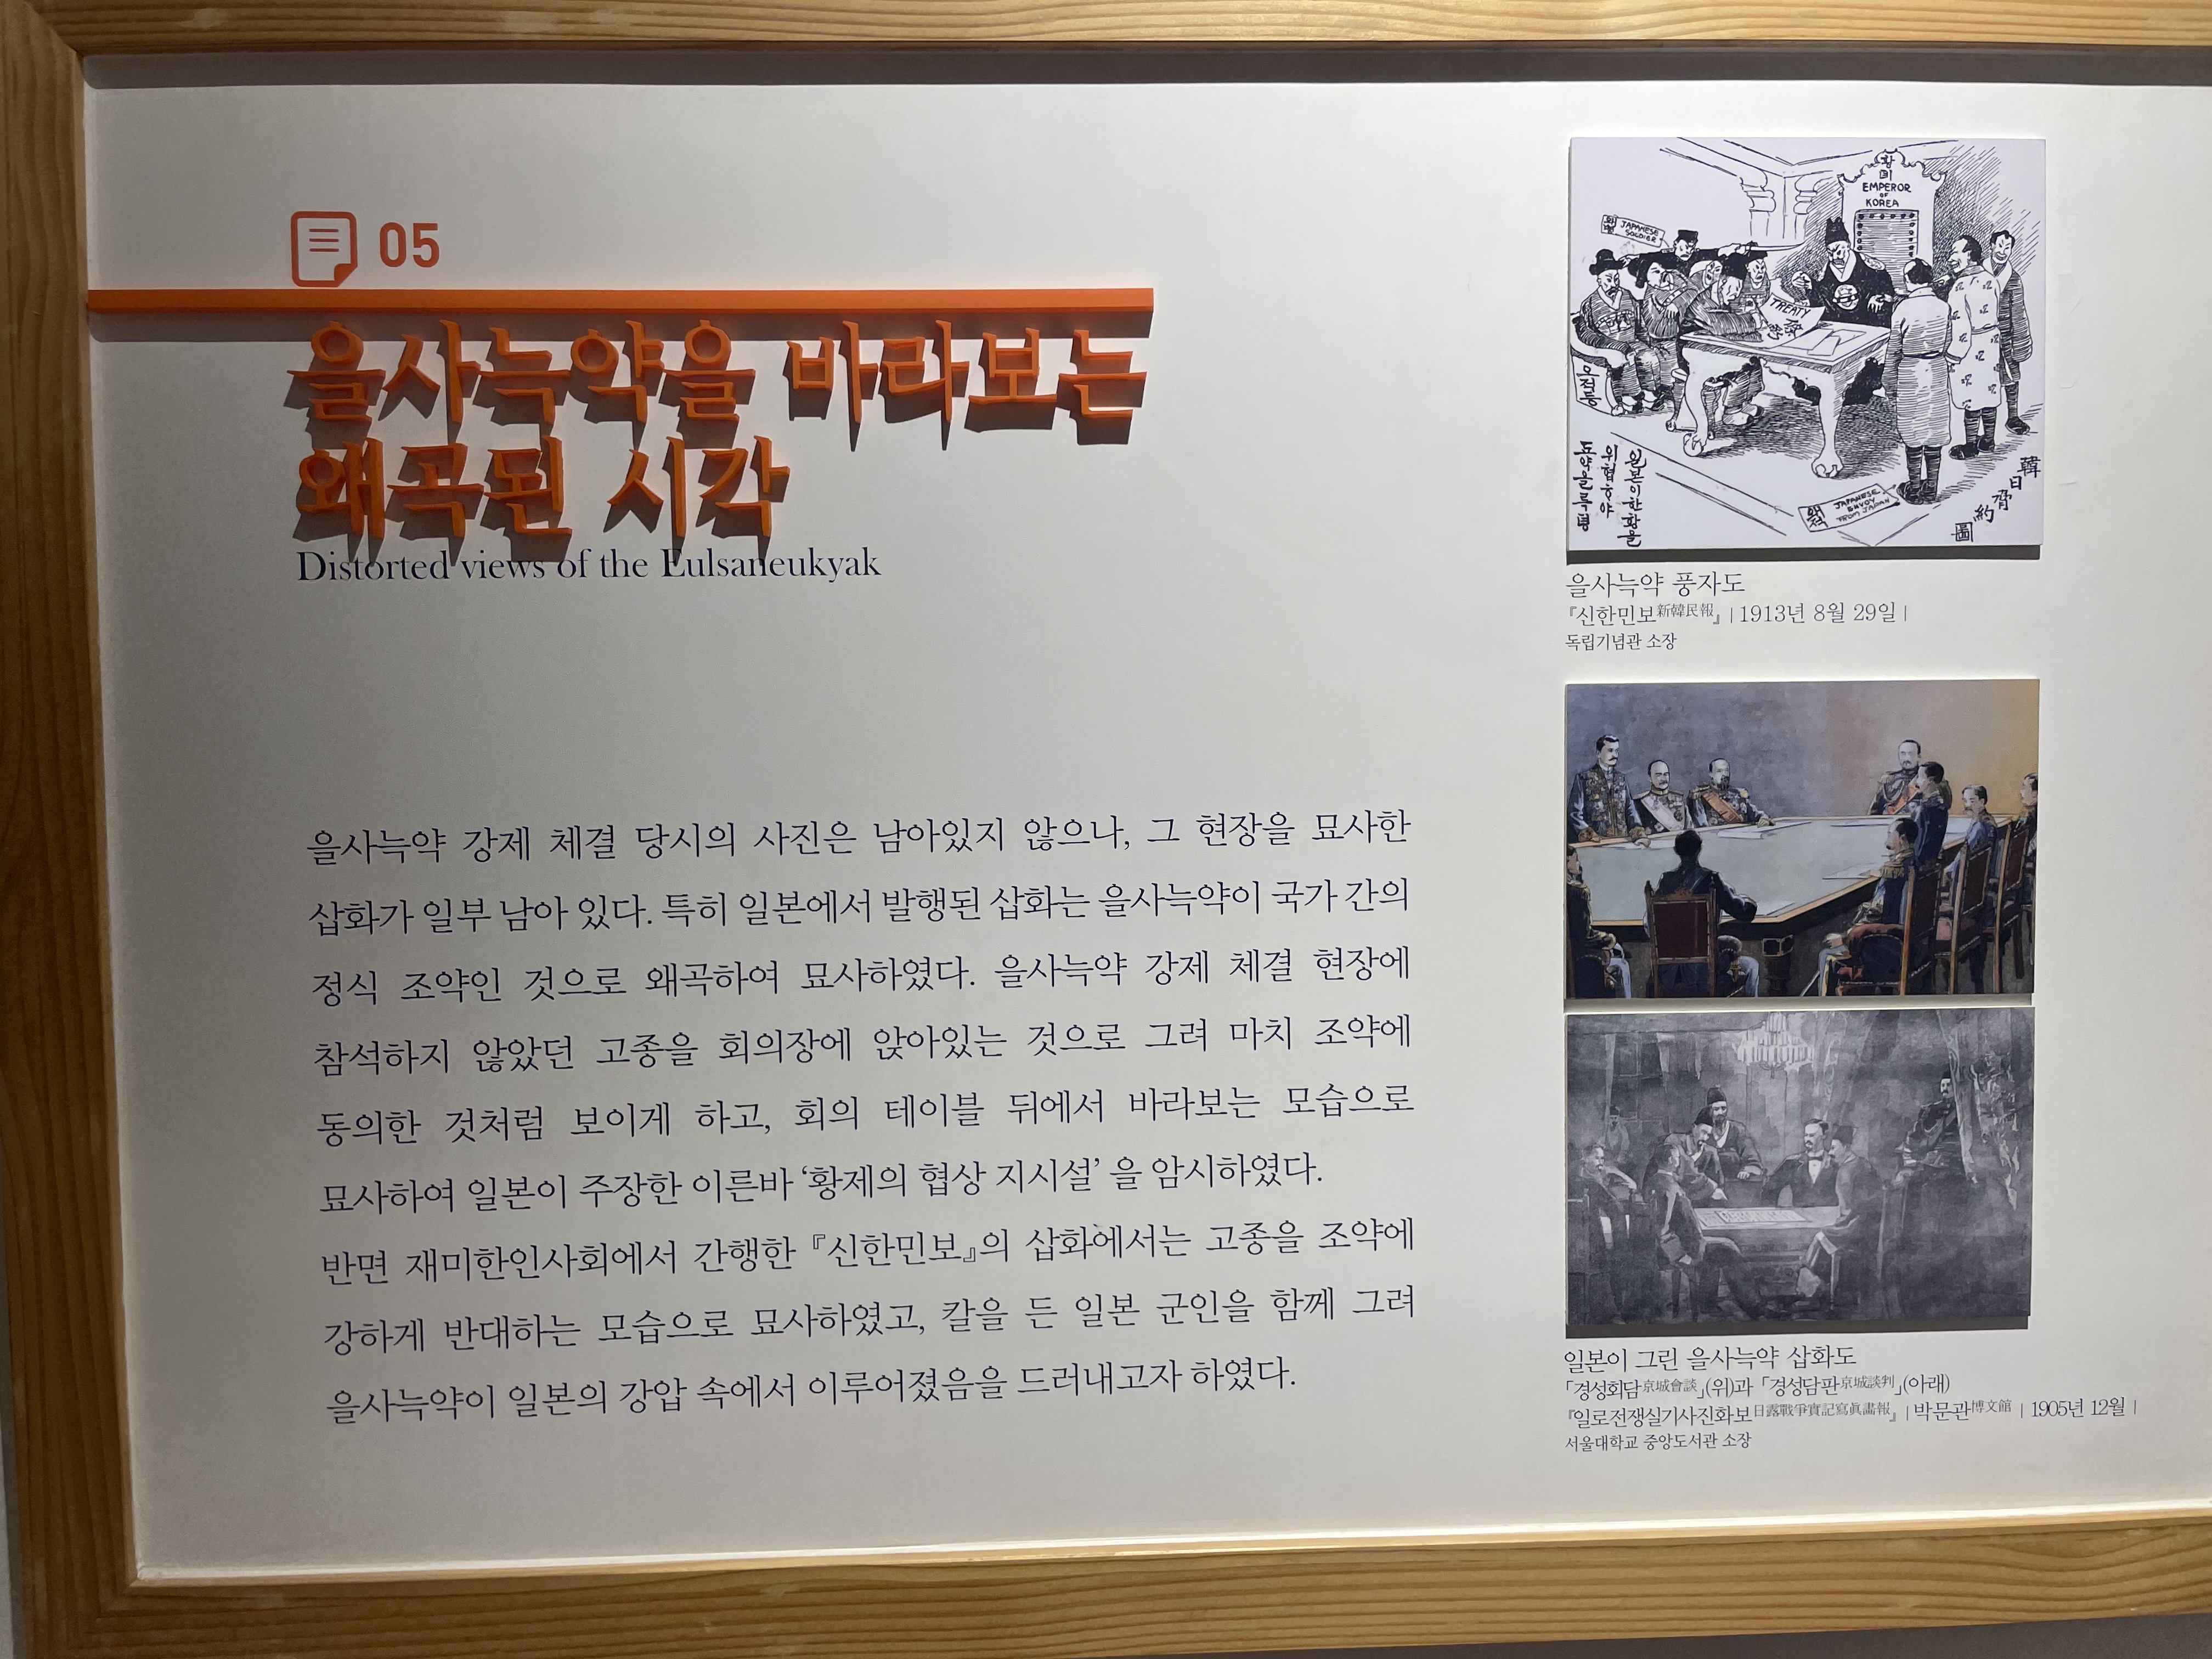 05
을사늑약을 바라보는
왜곡된 시각
Distorted views of the Eulsaneukyak
을사늑약 강제 체결 당시의 사진은 남아있지 않으나, 그 현장을 묘사한
삽화가 일부 남아 있다. 특히 일본에서 발행된 삽화는 을사늑약이 국가 간의
정식 조약인 것으로 왜곡하여 묘사하였다. 을사늑약 강제 체결 현장에
참석하지 않았던 고종을 회의장에 앉아있는 것으로 그려 마치 조약에
동의한 것처럼 보이게 하고, 회의 테이블 뒤에서 바라보는 모습으로
묘사하여 일본이 주장한 이른바 ‘황제의 협상 지시설’ 을 암시하였다.
반면 재미한인사회에서 간행한 『신한민보』의 삽화에서는 고종을 조약에
강하게 반대하는 모습으로 묘사하였고, 칼을 든 일본 군인을 함께 그려
을사늑약이 일본의 강압 속에서 이루어졌음을 드러내고자 하였다.
황
EMPEROR
OF
KOREA
JAPANESE
SOLDIER
TREATY
오적등
일본이한황을
위협하야
됴약을륵뎡
왜적
JAPANESE
ENVOY
FROM JAPAN
韓日脅約圖
을사늑약 풍자도
『신한민보新韓民報』 | 1913년 8월 29일 |
독립기념관 소장
일본이 그린 을사늑약 삽화도
「경성회담京城會談」(위)과 「경성담판京城談判」(아래)
『일로전쟁실기사진화보日露戰爭實記寫眞畵報』 | 박문관博文館 | 1905년 12월 |
서울대학교 중앙도서관 소장